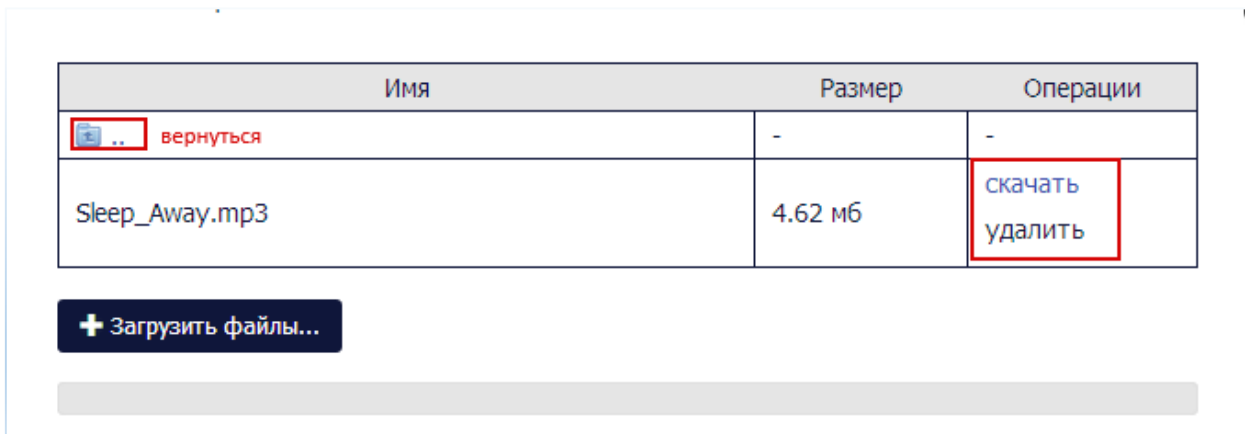 Имя Размер Операции
.. вернуться - -
Sleep_Away.mp3 4.62 мб скачать
удалить
Загрузить файлы...